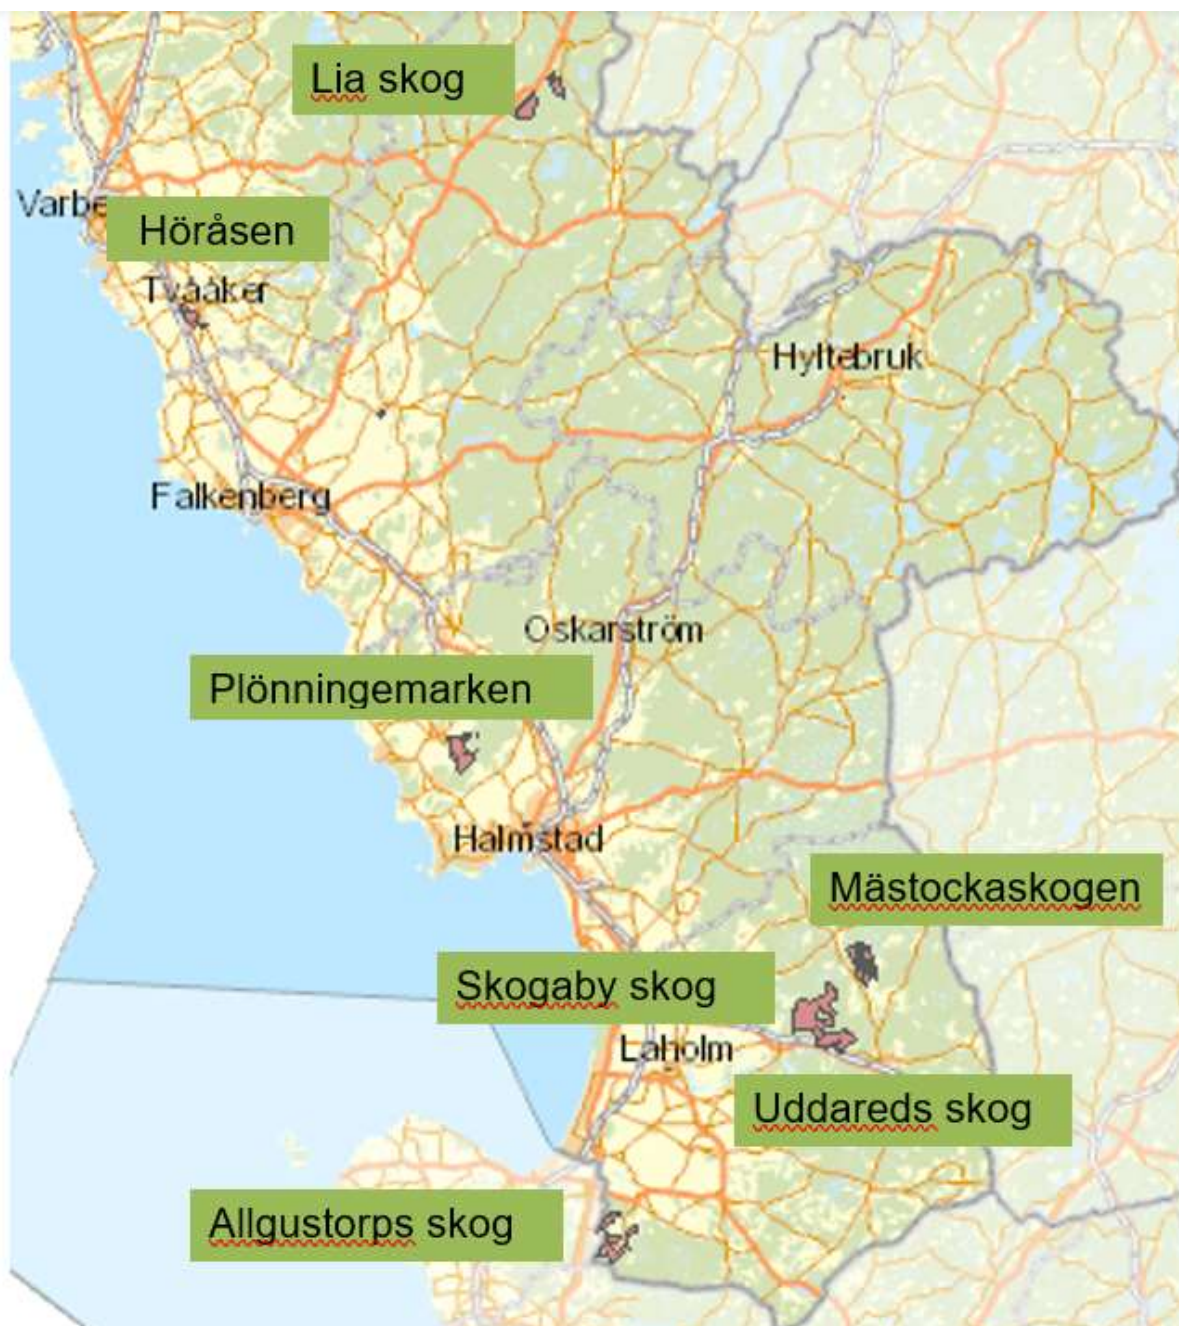 Lia skog
Varbe
Höråsen
Tvååker
Hyltebruk
Falkenberg
Oskarström
Plönningemarken
Halmstad
Mästockaskogen
Skogaby skog
Laholm
Uddareds skog
Allgustorps skog